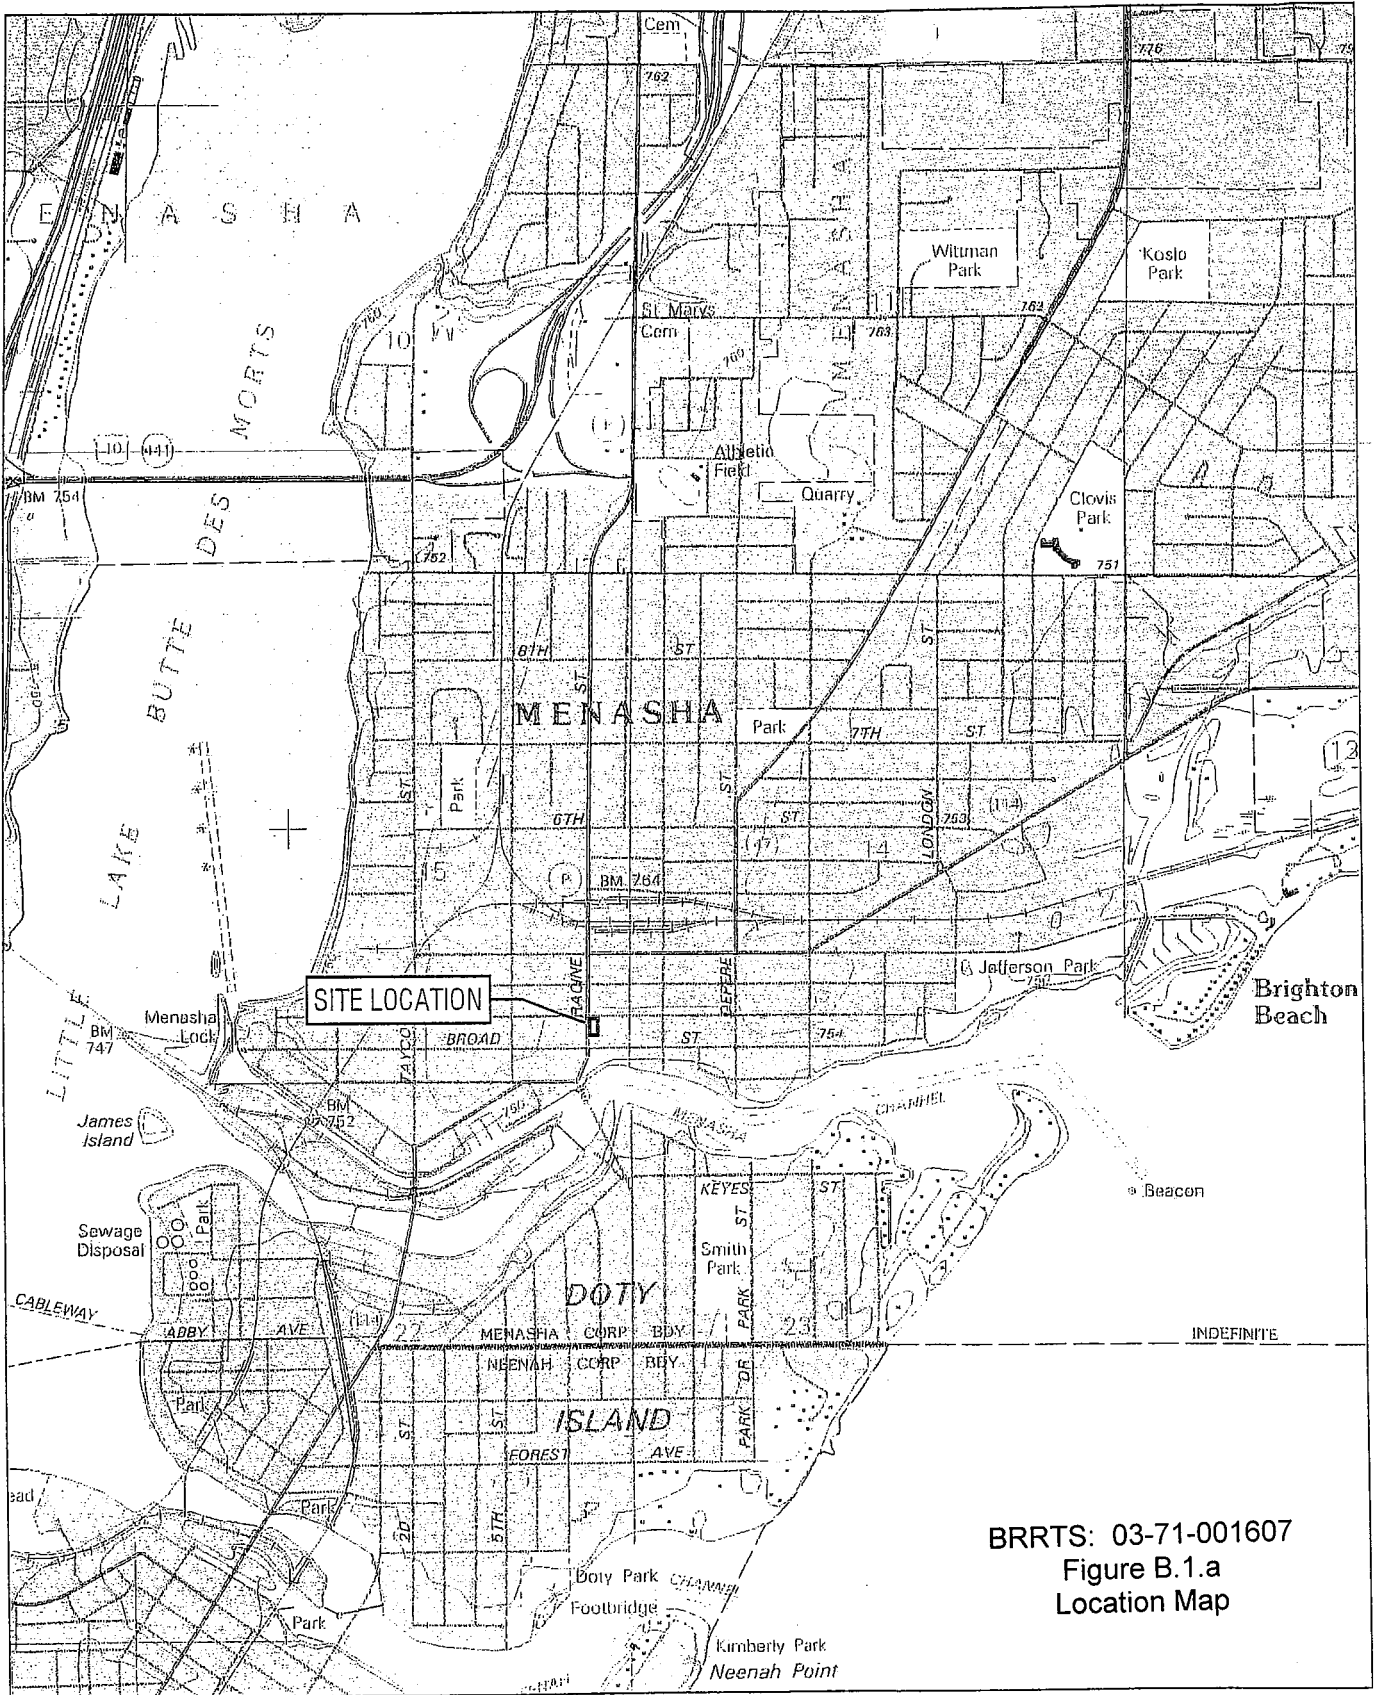 Cem
762
776
ENASHA
MENASHA
Wittman
Park
Koslo
Park
760
10
St Marys
Cem
11
763
762
769
MORTS
10
441
BM 754
Athletic
Field
Quarry
Clovis
Park
DES
752
751
8TH
ST
ST
ST
BUTTE
MENASHA
Park
7TH
ST
Park
ST
ST
6TH
ST
LONDON
753
114
LAKE
15
P
BM 764
47
14
RACINE
DEPERE
Jefferson Park
SITE LOCATION
Brighton
Beach
LITTLE
BM
747
Menasha
Lock
TAYCO
BROAD
ST
754
BM
752
750
James
Island
MENASHA
CHANNEL
KEYES
ST
ST
Beacon
Sewage
Disposal
Park
Smith
Park
DOTY
CABLEWAY
ABBY
AVE
114
22
MENASHA CORP BDY
23
PARK
INDEFINITE
NEENAH CORP BDY
Park
ST
ST
ISLAND
PARK DR
FOREST
AVE
ead
Park
2D
5TH
BRRTS: 03-71-001607
Figure B.1.a
Location Map
Doty Park
CHANNEL
Footbridge
Park
Kimberly Park
Neenah Point